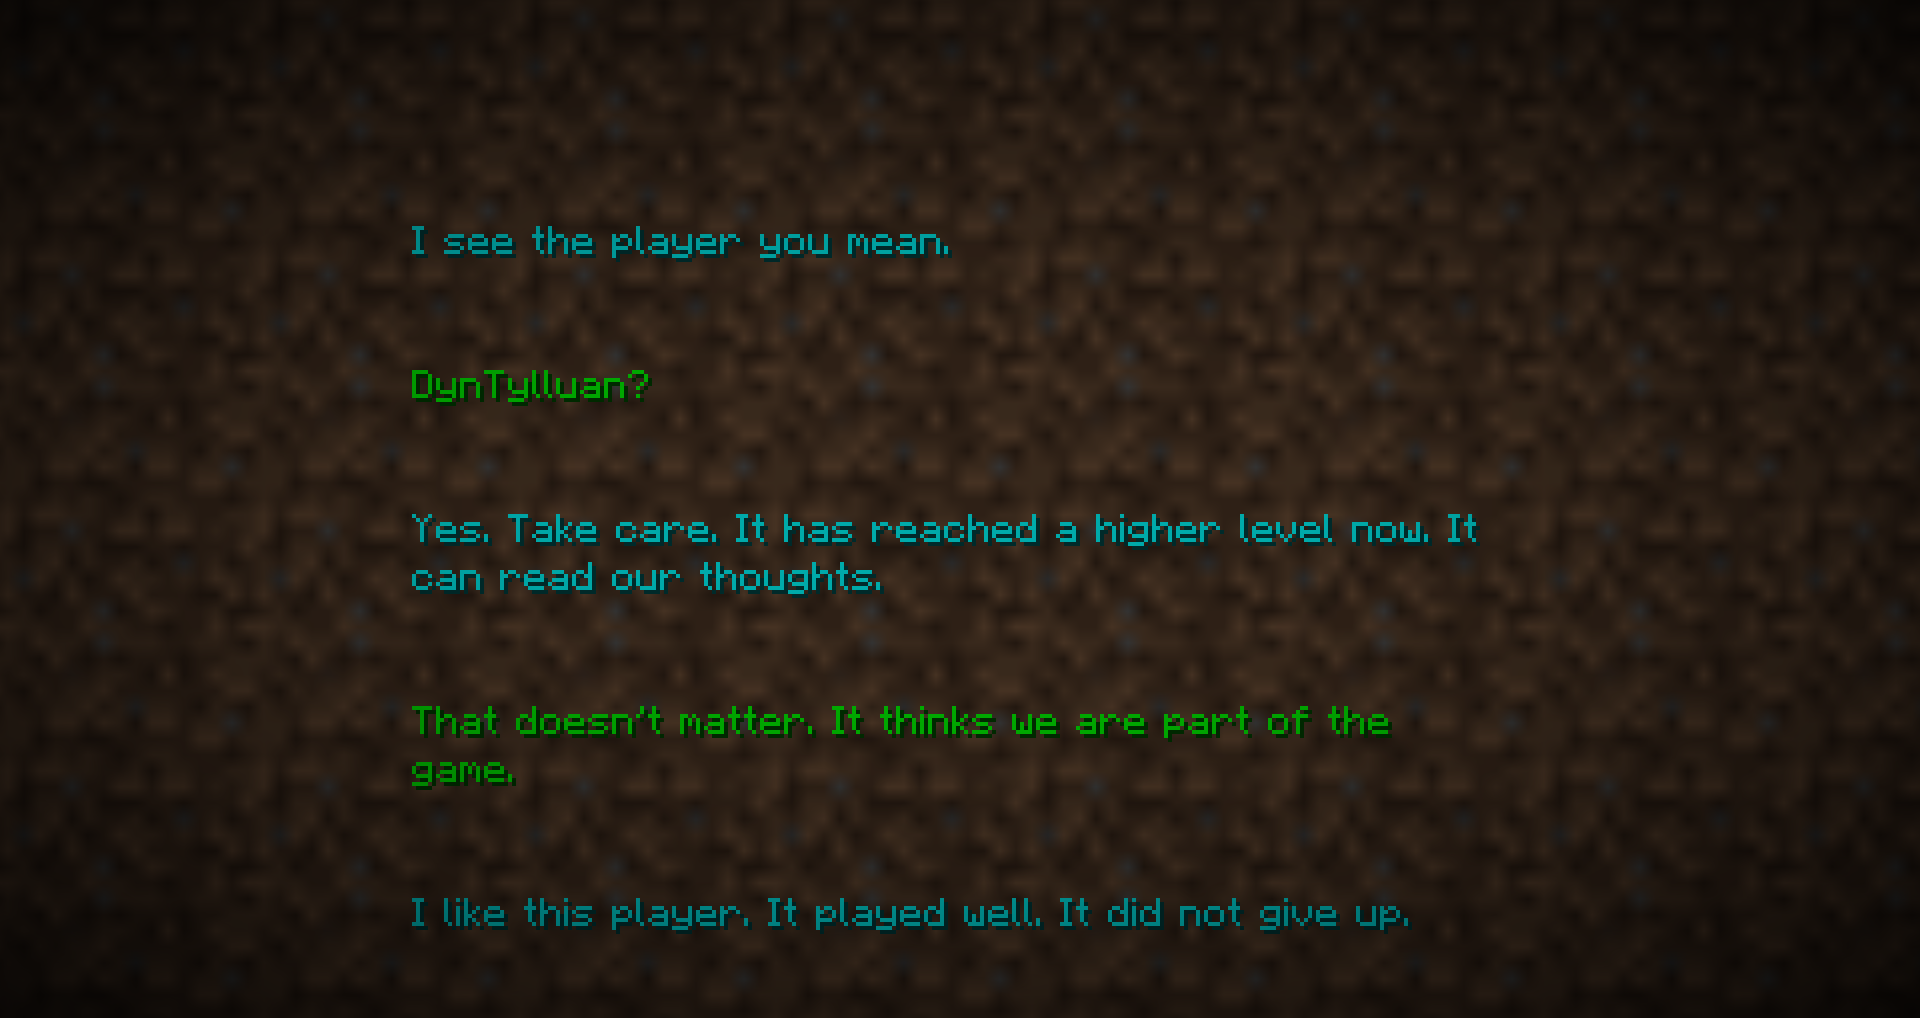 I see the player you mean.
DynTylluan?
Yes. Take care. It has reached a higher level now. It
can read our thoughts.
That doesn't matter. It thinks we are part of the
game.
I like this player. It played well. It did not give up.